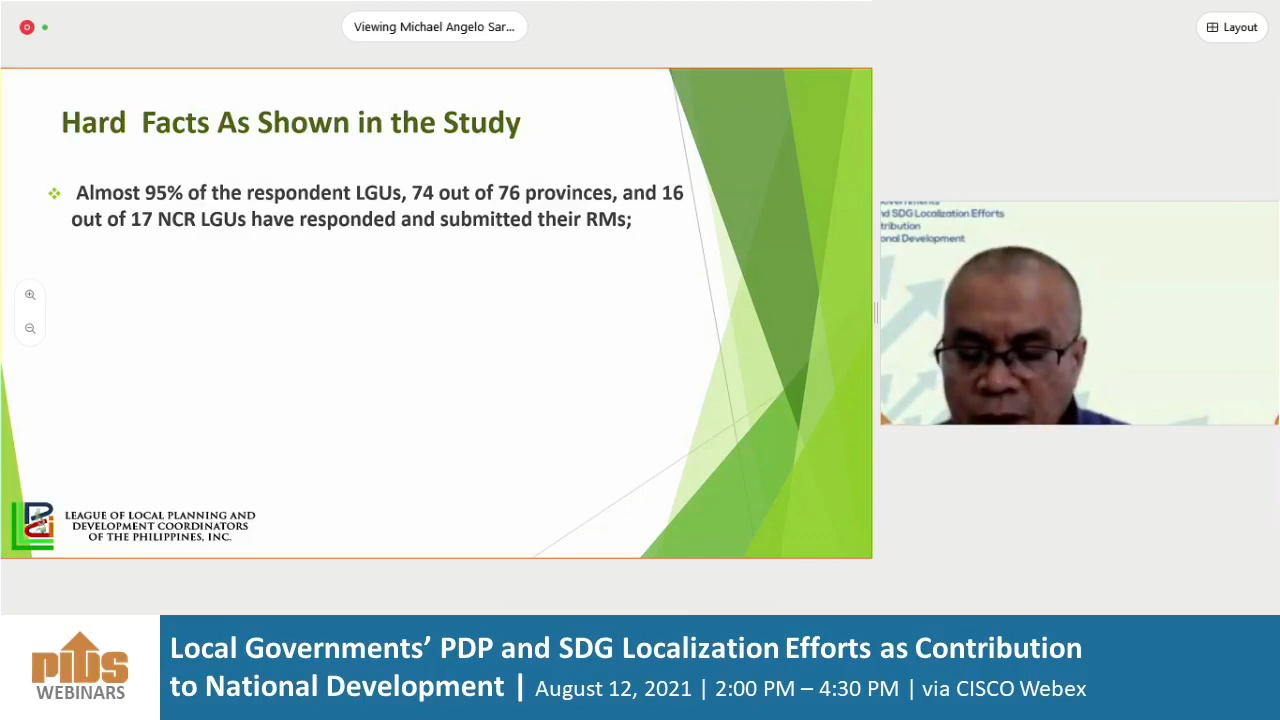 Viewing Michael Angelo Sar...
Layout
Hard Facts As Shown in the Study
Almost 95% of the respondent LGUs, 74 out of 76 provinces, and 16
out of 17 NCR LGUs have responded and submitted their RMs;
nd SDG Localization Efforts
tribution
onal Development
LEAGUE OF LOCAL PLANNING AND
DEVELOPMENT COORDINATORS
OF THE PHILIPPINES, INC.
pids
WEBINARS
Local Governments’ PDP and SDG Localization Efforts as Contribution
to National Development | August 12, 2021 | 2:00 PM – 4:30 PM | via CISCO Webex